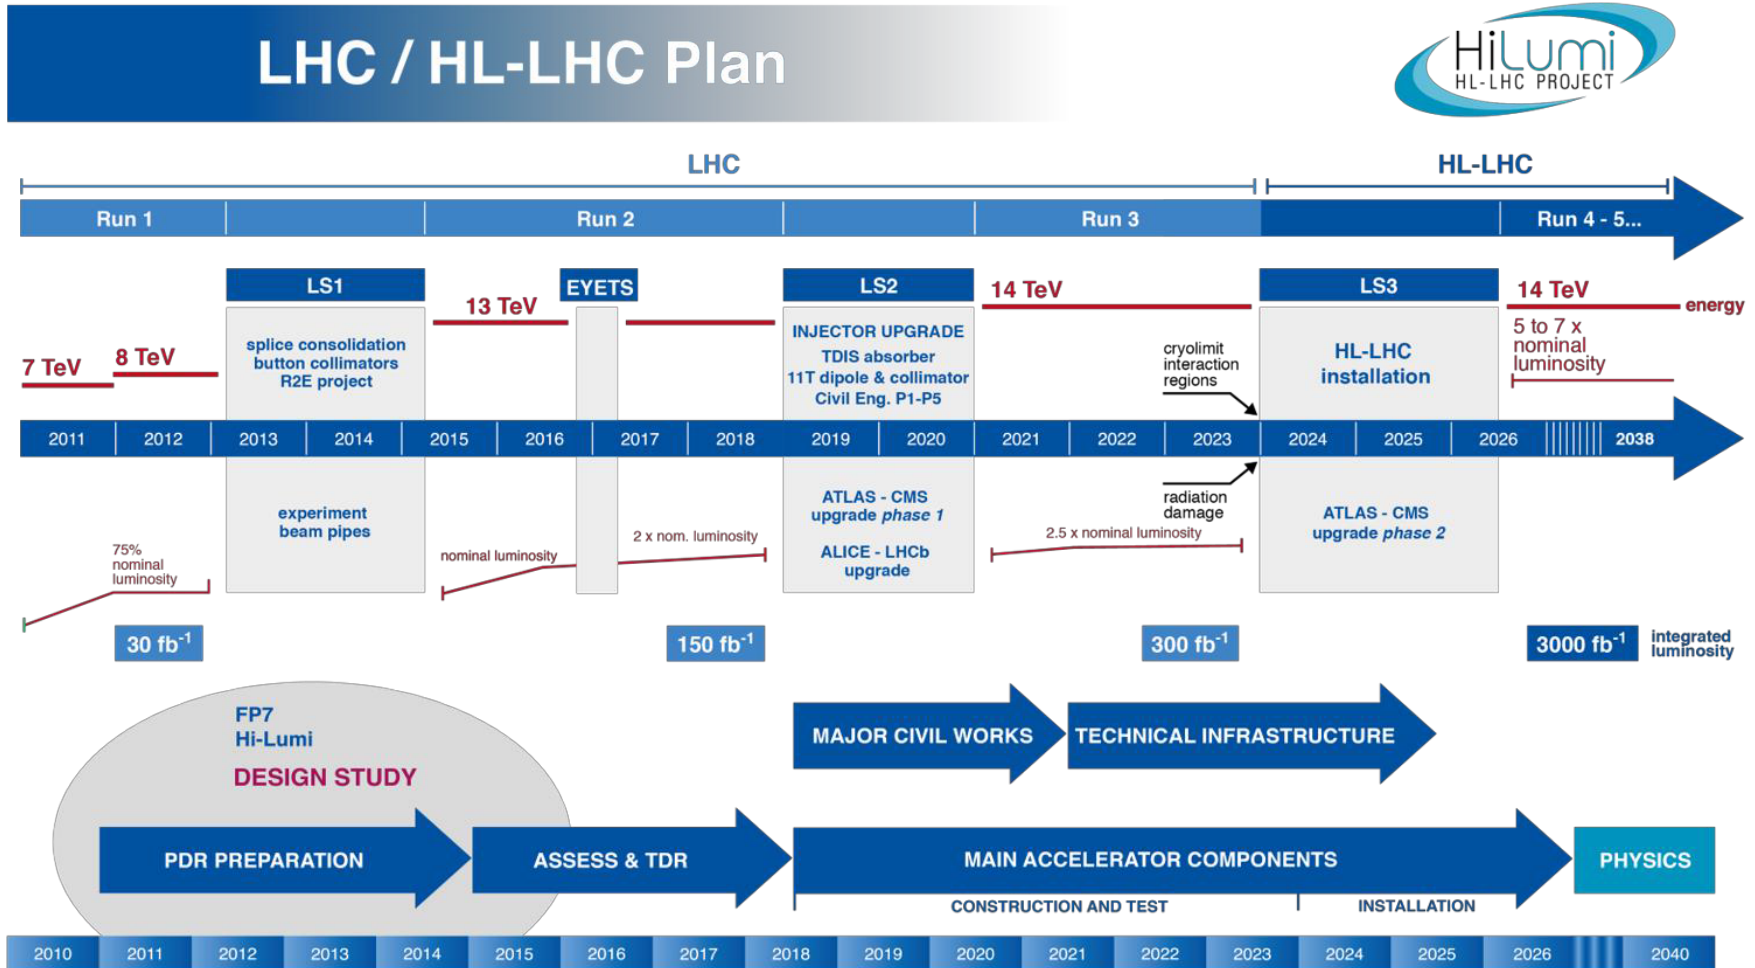 LHC / HL-LHC Plan
HiLumi
HL-LHC PROJECT
LHC
HL-LHC
Run 1
Run 2
Run 3
Run 4 - 5...
LS1
EYETS
LS2
LS3
7 TeV
8 TeV
13 TeV
14 TeV
14 TeV
energy
splice consolidation
button collimators
R2E project
INJECTOR UPGRADE
TDIS absorber
11T dipole & collimator
Civil Eng. P1-P5
cryolimit
interaction
regions
HL-LHC
installation
5 to 7 x
nominal
luminosity
2011 2012 2013 2014 2015 2016 2017 2018 2019 2020 2021 2022 2023 2024 2025 2026 2038
75%
nominal
luminosity
experiment
beam pipes
nominal luminosity
2 x nom. luminosity
ATLAS - CMS
upgrade phase 1
ALICE - LHCb
upgrade
2.5 x nominal luminosity
radiation
damage
ATLAS - CMS
upgrade phase 2
30 fb-1
150 fb-1
300 fb-1
3000 fb-1
integrated
luminosity
FP7
Hi-Lumi
DESIGN STUDY
MAJOR CIVIL WORKS
TECHNICAL INFRASTRUCTURE
PDR PREPARATION
ASSESS & TDR
MAIN ACCELERATOR COMPONENTS
PHYSICS
CONSTRUCTION AND TEST
INSTALLATION
2010 2011 2012 2013 2014 2015 2016 2017 2018 2019 2020 2021 2022 2023 2024 2025 2026 2040